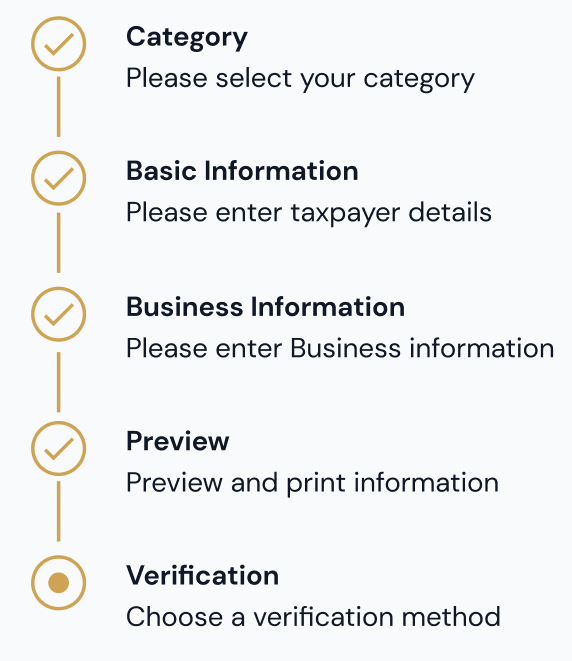 Category
Please select your category
Basic Information
Please enter taxpayer details
Business Information
Please enter Business information
Preview
Preview and print information
Verification
Choose a verification method